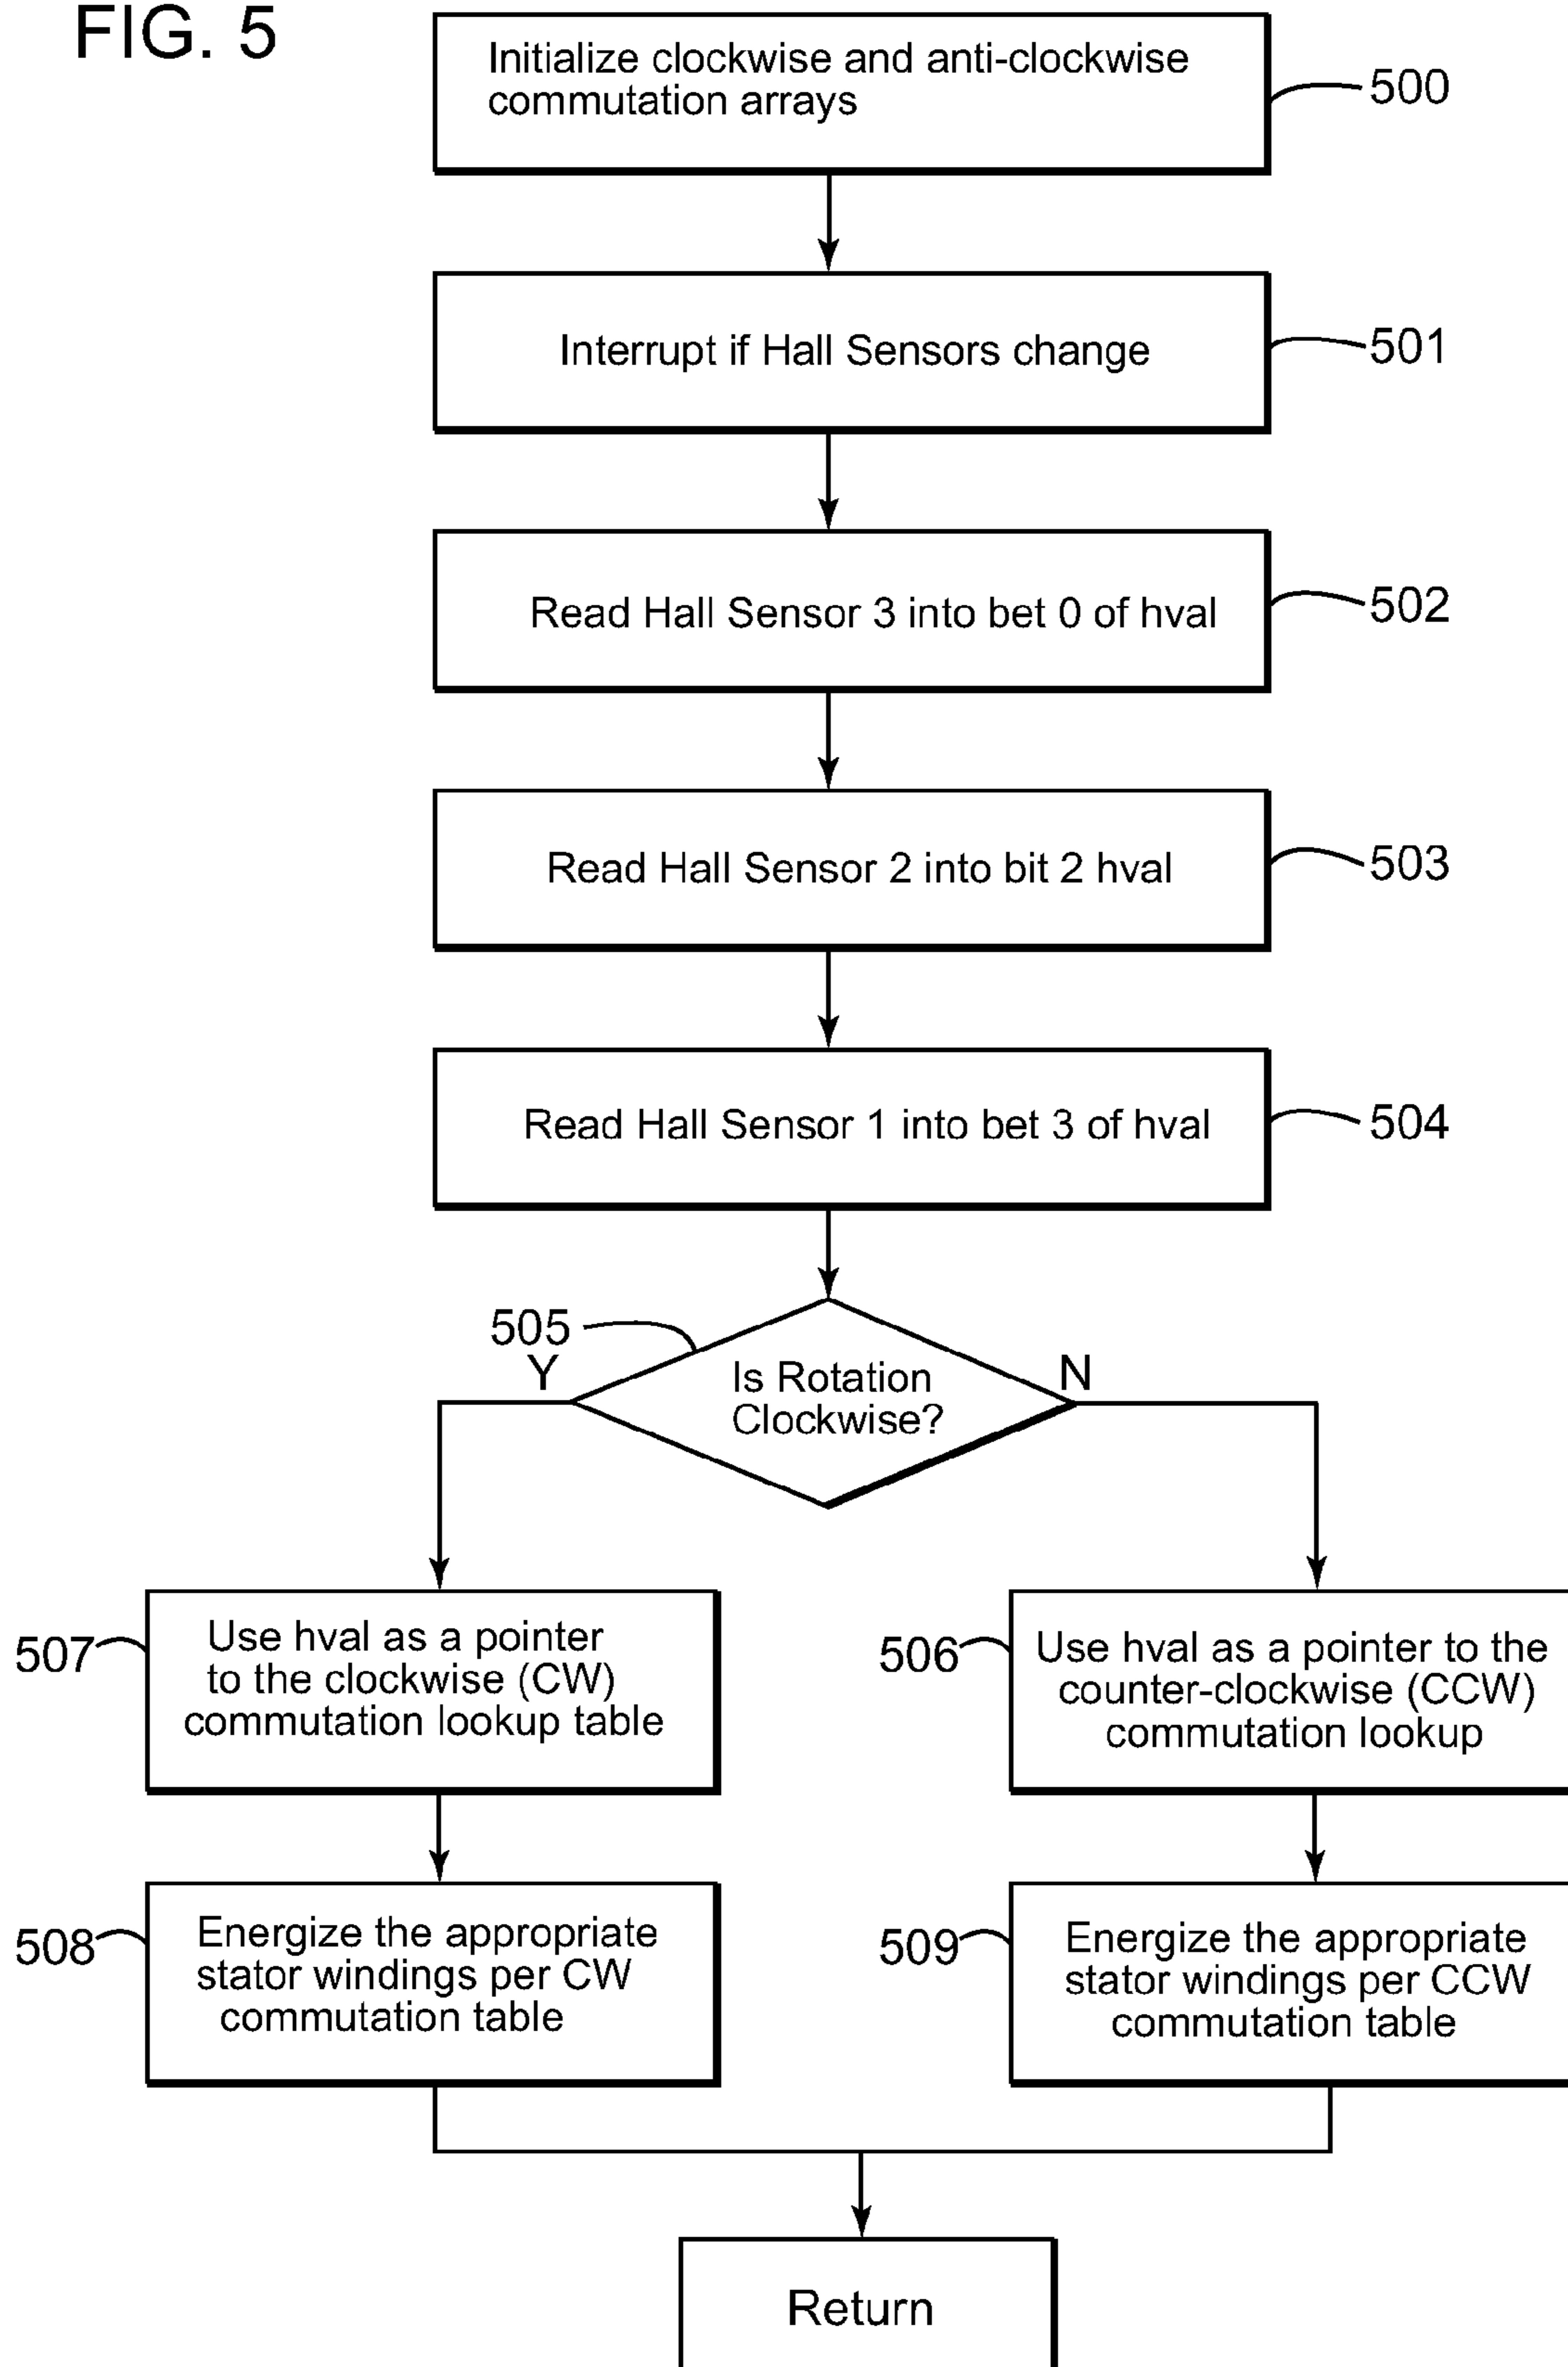 FIG. 5
Initialize clockwise and anti-clockwise
commutation arrays
500
Interrupt if Hall Sensors change
501
Read Hall Sensor 3 into bet 0 of hval
502
Read Hall Sensor 2 into bit 2 hval
503
Read Hall Sensor 1 into bet 3 of hval
504
505
Y
Is Rotation
Clockwise?
N
507
Use hval as a pointer
to the clockwise (CW)
commutation lookup table
506
Use hval as a pointer to the
counter-clockwise (CCW)
commutation lookup
508
Energize the appropriate
stator windings per CW
commutation table
509
Energize the appropriate
stator windings per CCW
commutation table
Return